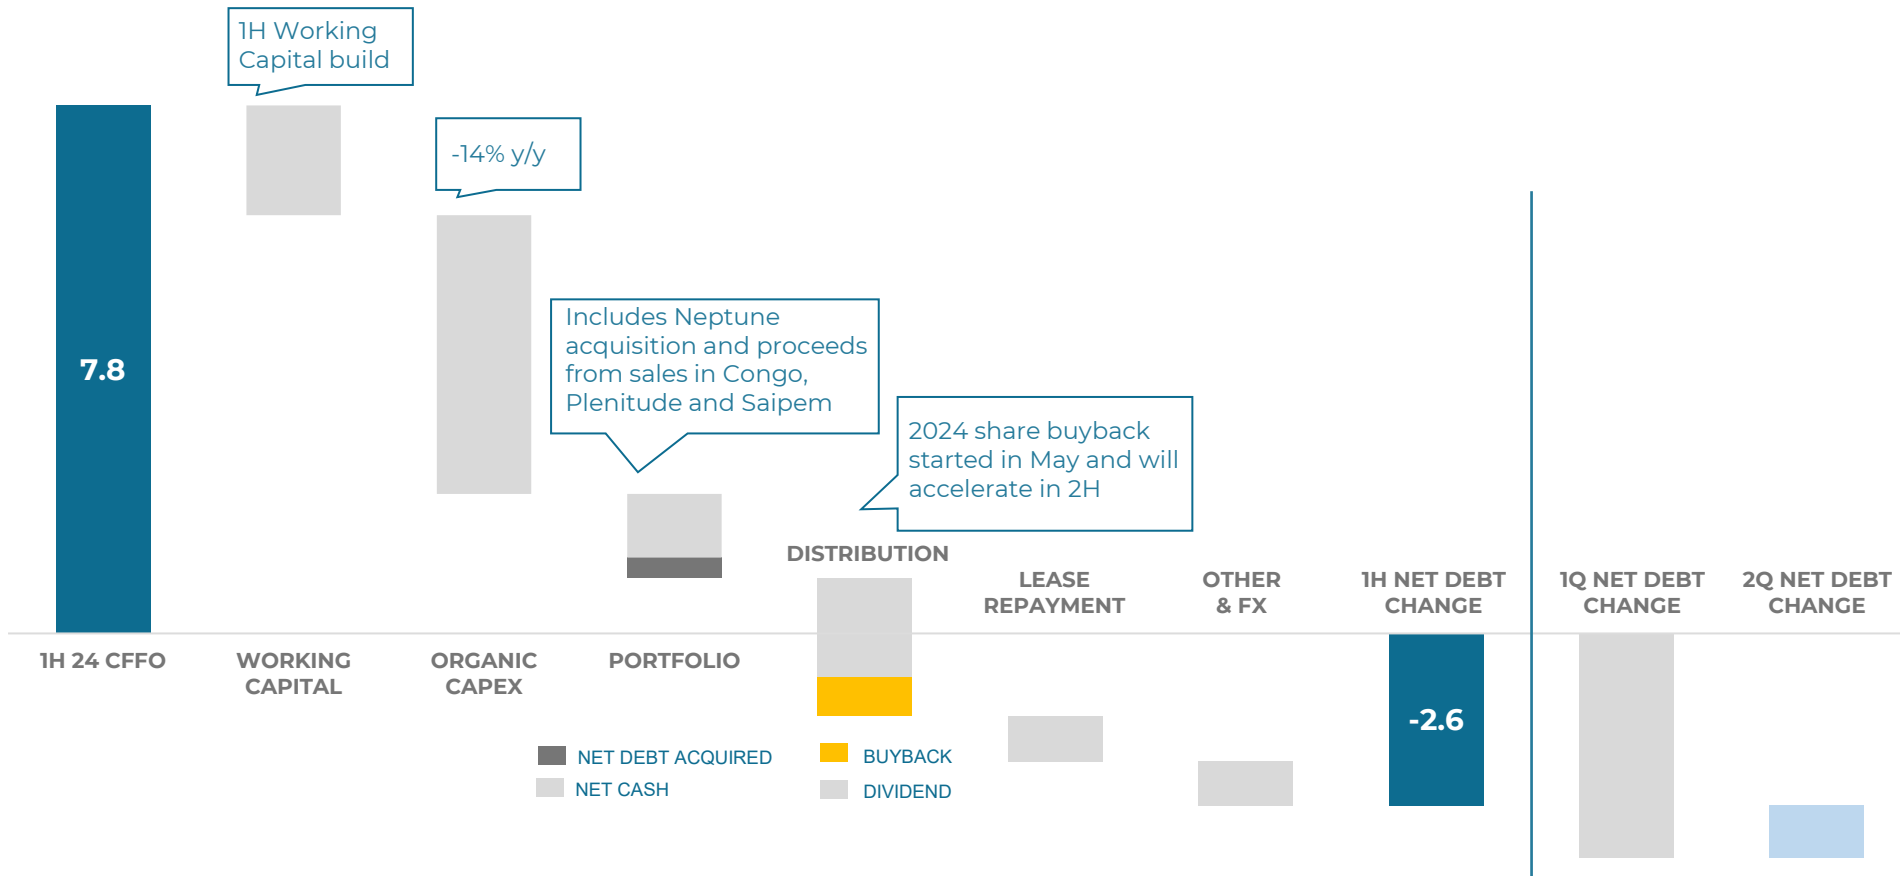 1H Working
Capital build
-14% y/y
7.8
Includes Neptune
acquisition and proceeds
from sales in Congo,
Plenitude and Saipem
2024 share buyback
started in May and will
accelerate in 2H
1H 24 CFFO
WORKING
CAPITAL
ORGANIC
CAPEX
PORTFOLIO
DISTRIBUTION
LEASE
REPAYMENT
OTHER
& FX
1H NET DEBT
CHANGE
1Q NET DEBT
CHANGE
2Q NET DEBT
CHANGE
-2.6
NET DEBT ACQUIRED
NET CASH
BUYBACK
DIVIDEND